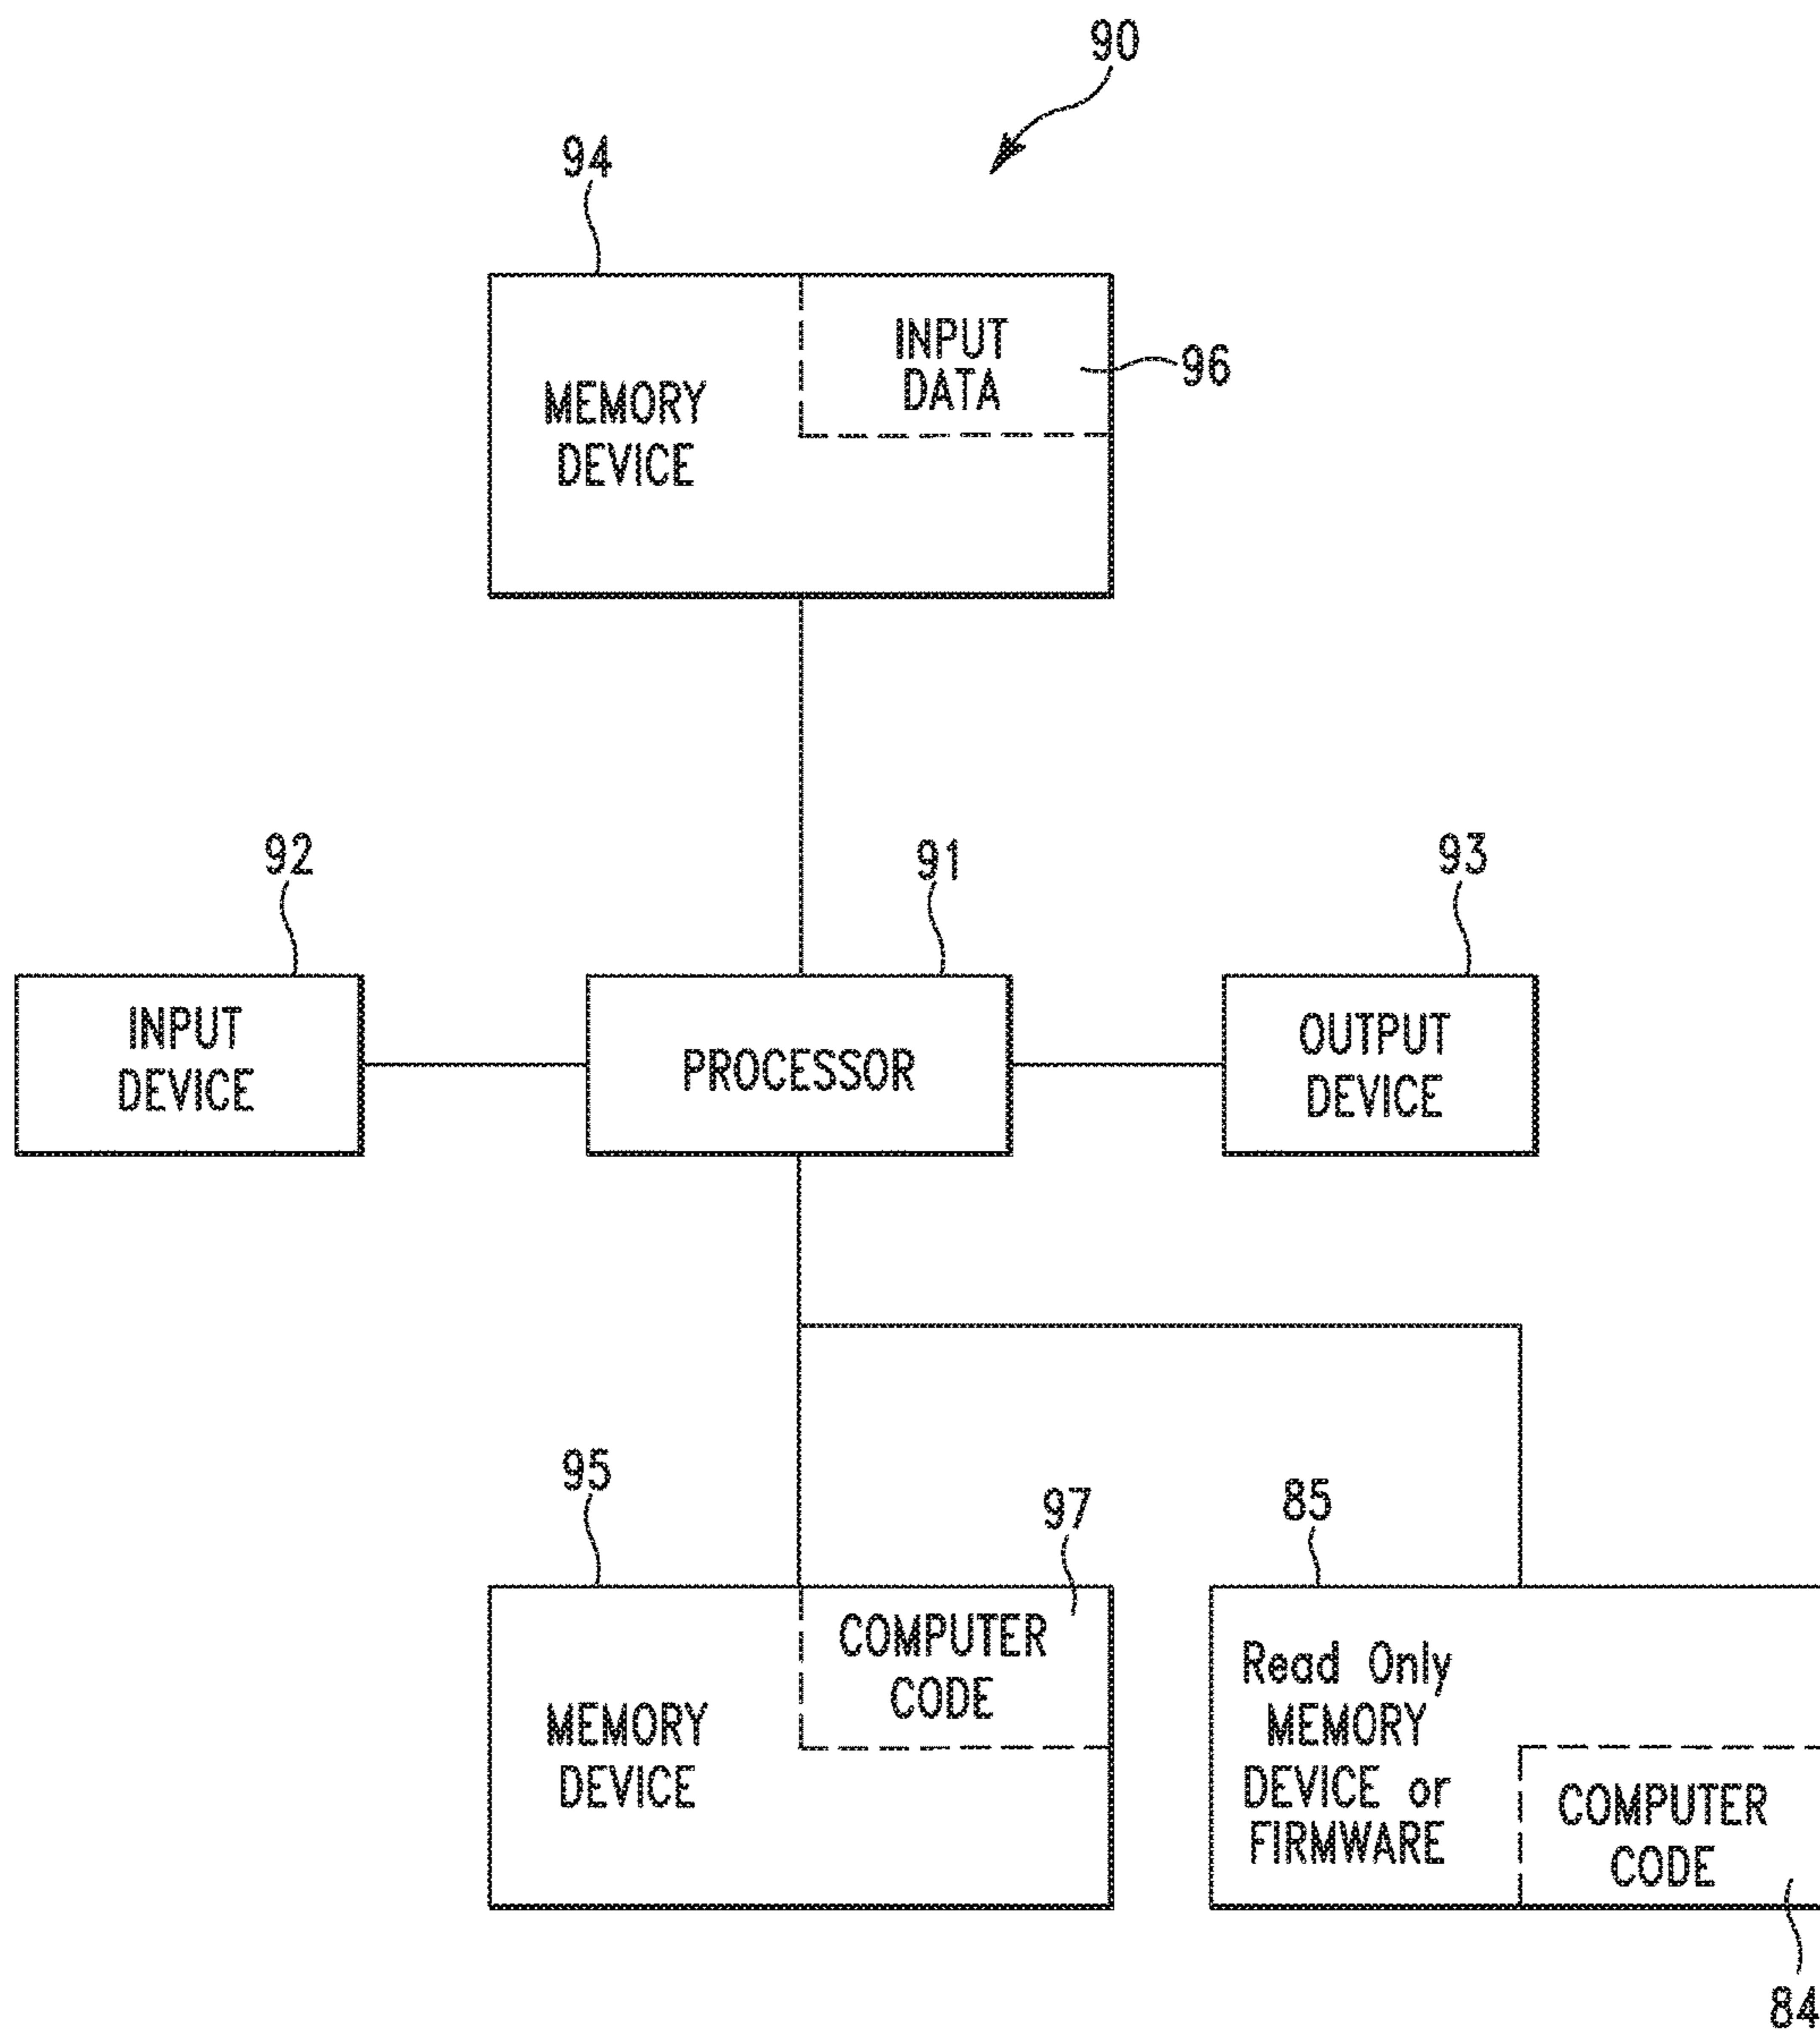 90
94
INPUT
DATA
96
MEMORY
DEVICE
92
91
93
INPUT
DEVICE
PROCESSOR
OUTPUT
DEVICE
95
97
85
COMPUTER
CODE
MEMORY
DEVICE
Read Only
MEMORY
DEVICE or
FIRMWARE
COMPUTER
CODE
84